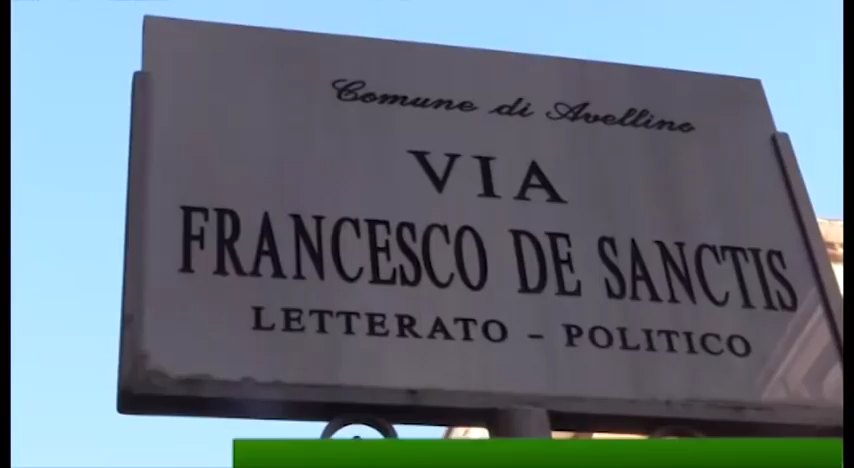 Comune di Avellino
VIA
FRANCESCO DE SANCTIS
LETTERATO - POLITICO